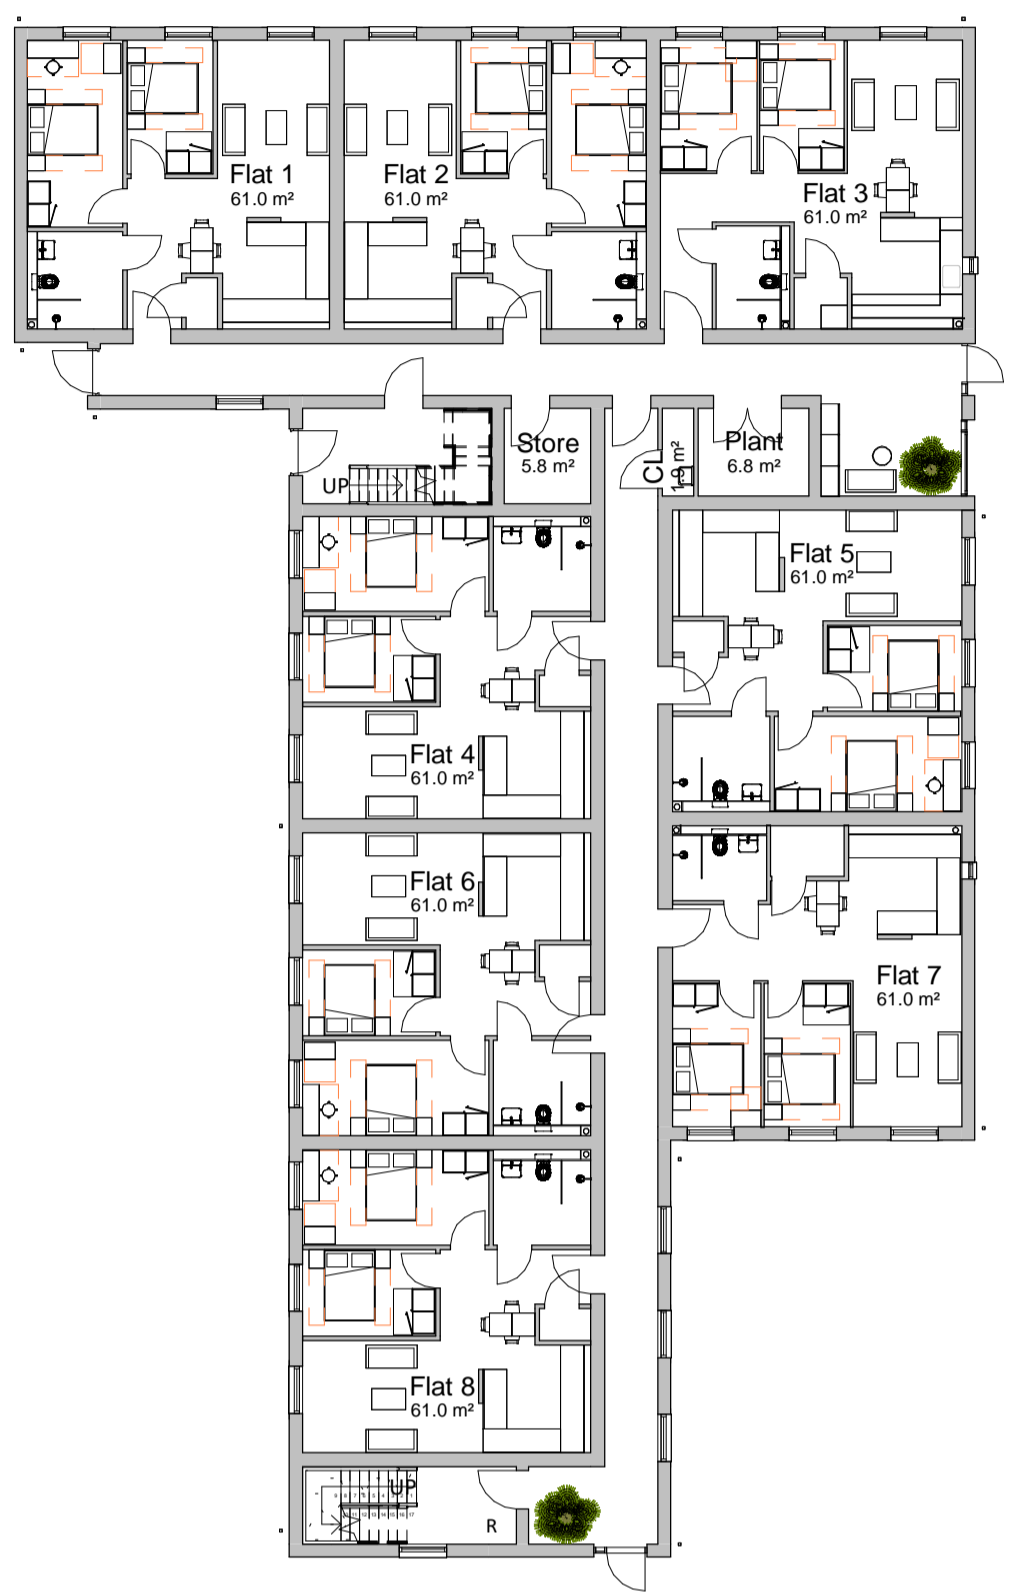 Flat 1
61.0 m²
Flat 2
61.0 m²
Flat 3
61.0 m²
UP
Store
5.8 m²
CL
1.9 m²
Plant
6.8 m²
Flat 5
61.0 m²
Flat 4
61.0 m²
Flat 6
61.0 m²
Flat 7
61.0 m²
Flat 8
61.0 m²
UP
R